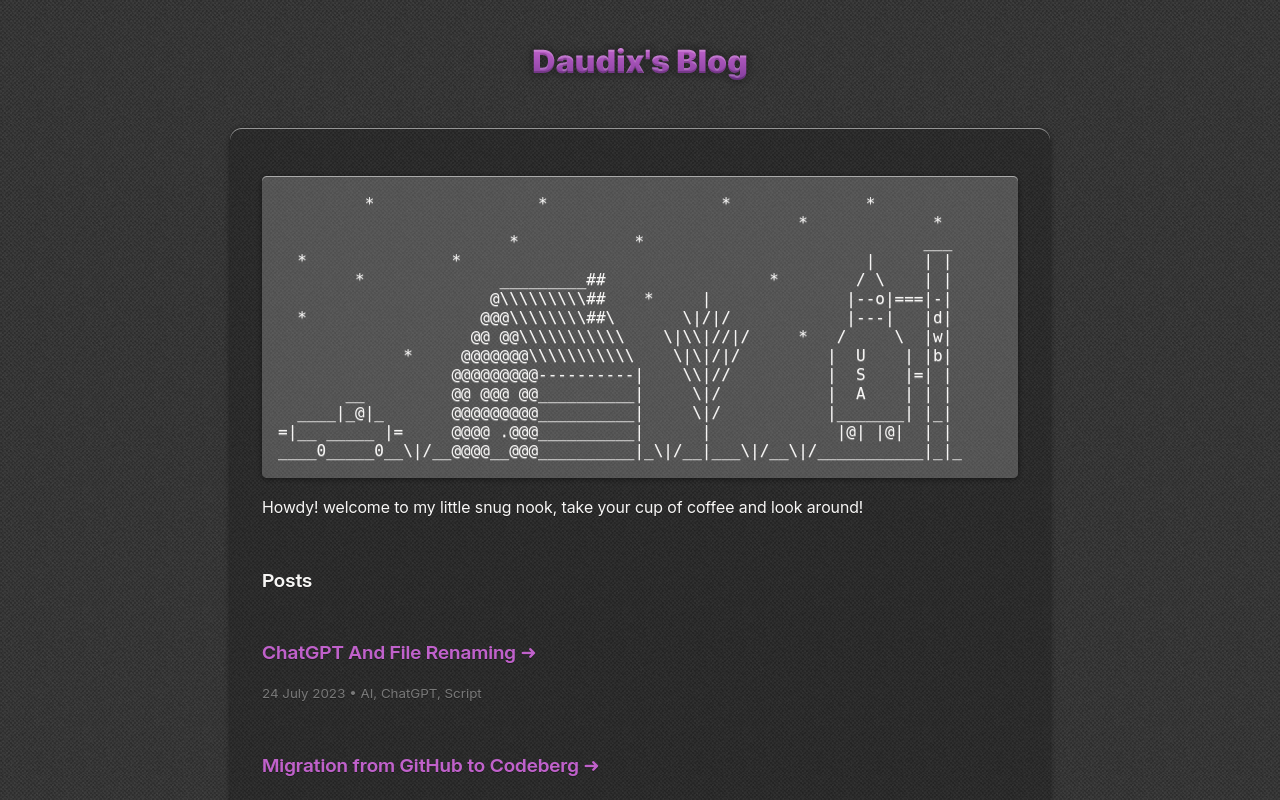 Daudix's Blog
         *                 *                  *              *
                                                      *             *
                        *            *                             ___
  *               *                                           |     | |
        *              _________##                 *         / \    | |
                      @\\\\\\\\\##    *     |              |--o|===|-|
  *                  @@@\\\\\\\\##\       \|/|/            |---|   |d|
                    @@ @@\\\\\\\\\\\    \|\\|//|/     *   /     \  |w|
             *     @@@@@@@\\\\\\\\\\\    \|\|/|/         |  U    | |b|
                  @@@@@@@@@----------|    \\|//          |  S    |=| |
       __         @@ @@@ @@__________|     \|/           |  A    | | |
  ____|_@|_       @@@@@@@@@__________|     \|/           |_______| |_|
=|__ _____ |=     @@@@ .@@@__________|      |             |@| |@|  | |
____0_____0__\|/__@@@@__@@@__________|_\|/__|___\|/__\|/___________|_|_
Howdy! welcome to my little snug nook, take your cup of coffee and look around!
Posts
ChatGPT And File Renaming →
24 July 2023 • AI, ChatGPT, Script
Migration from GitHub to Codeberg →